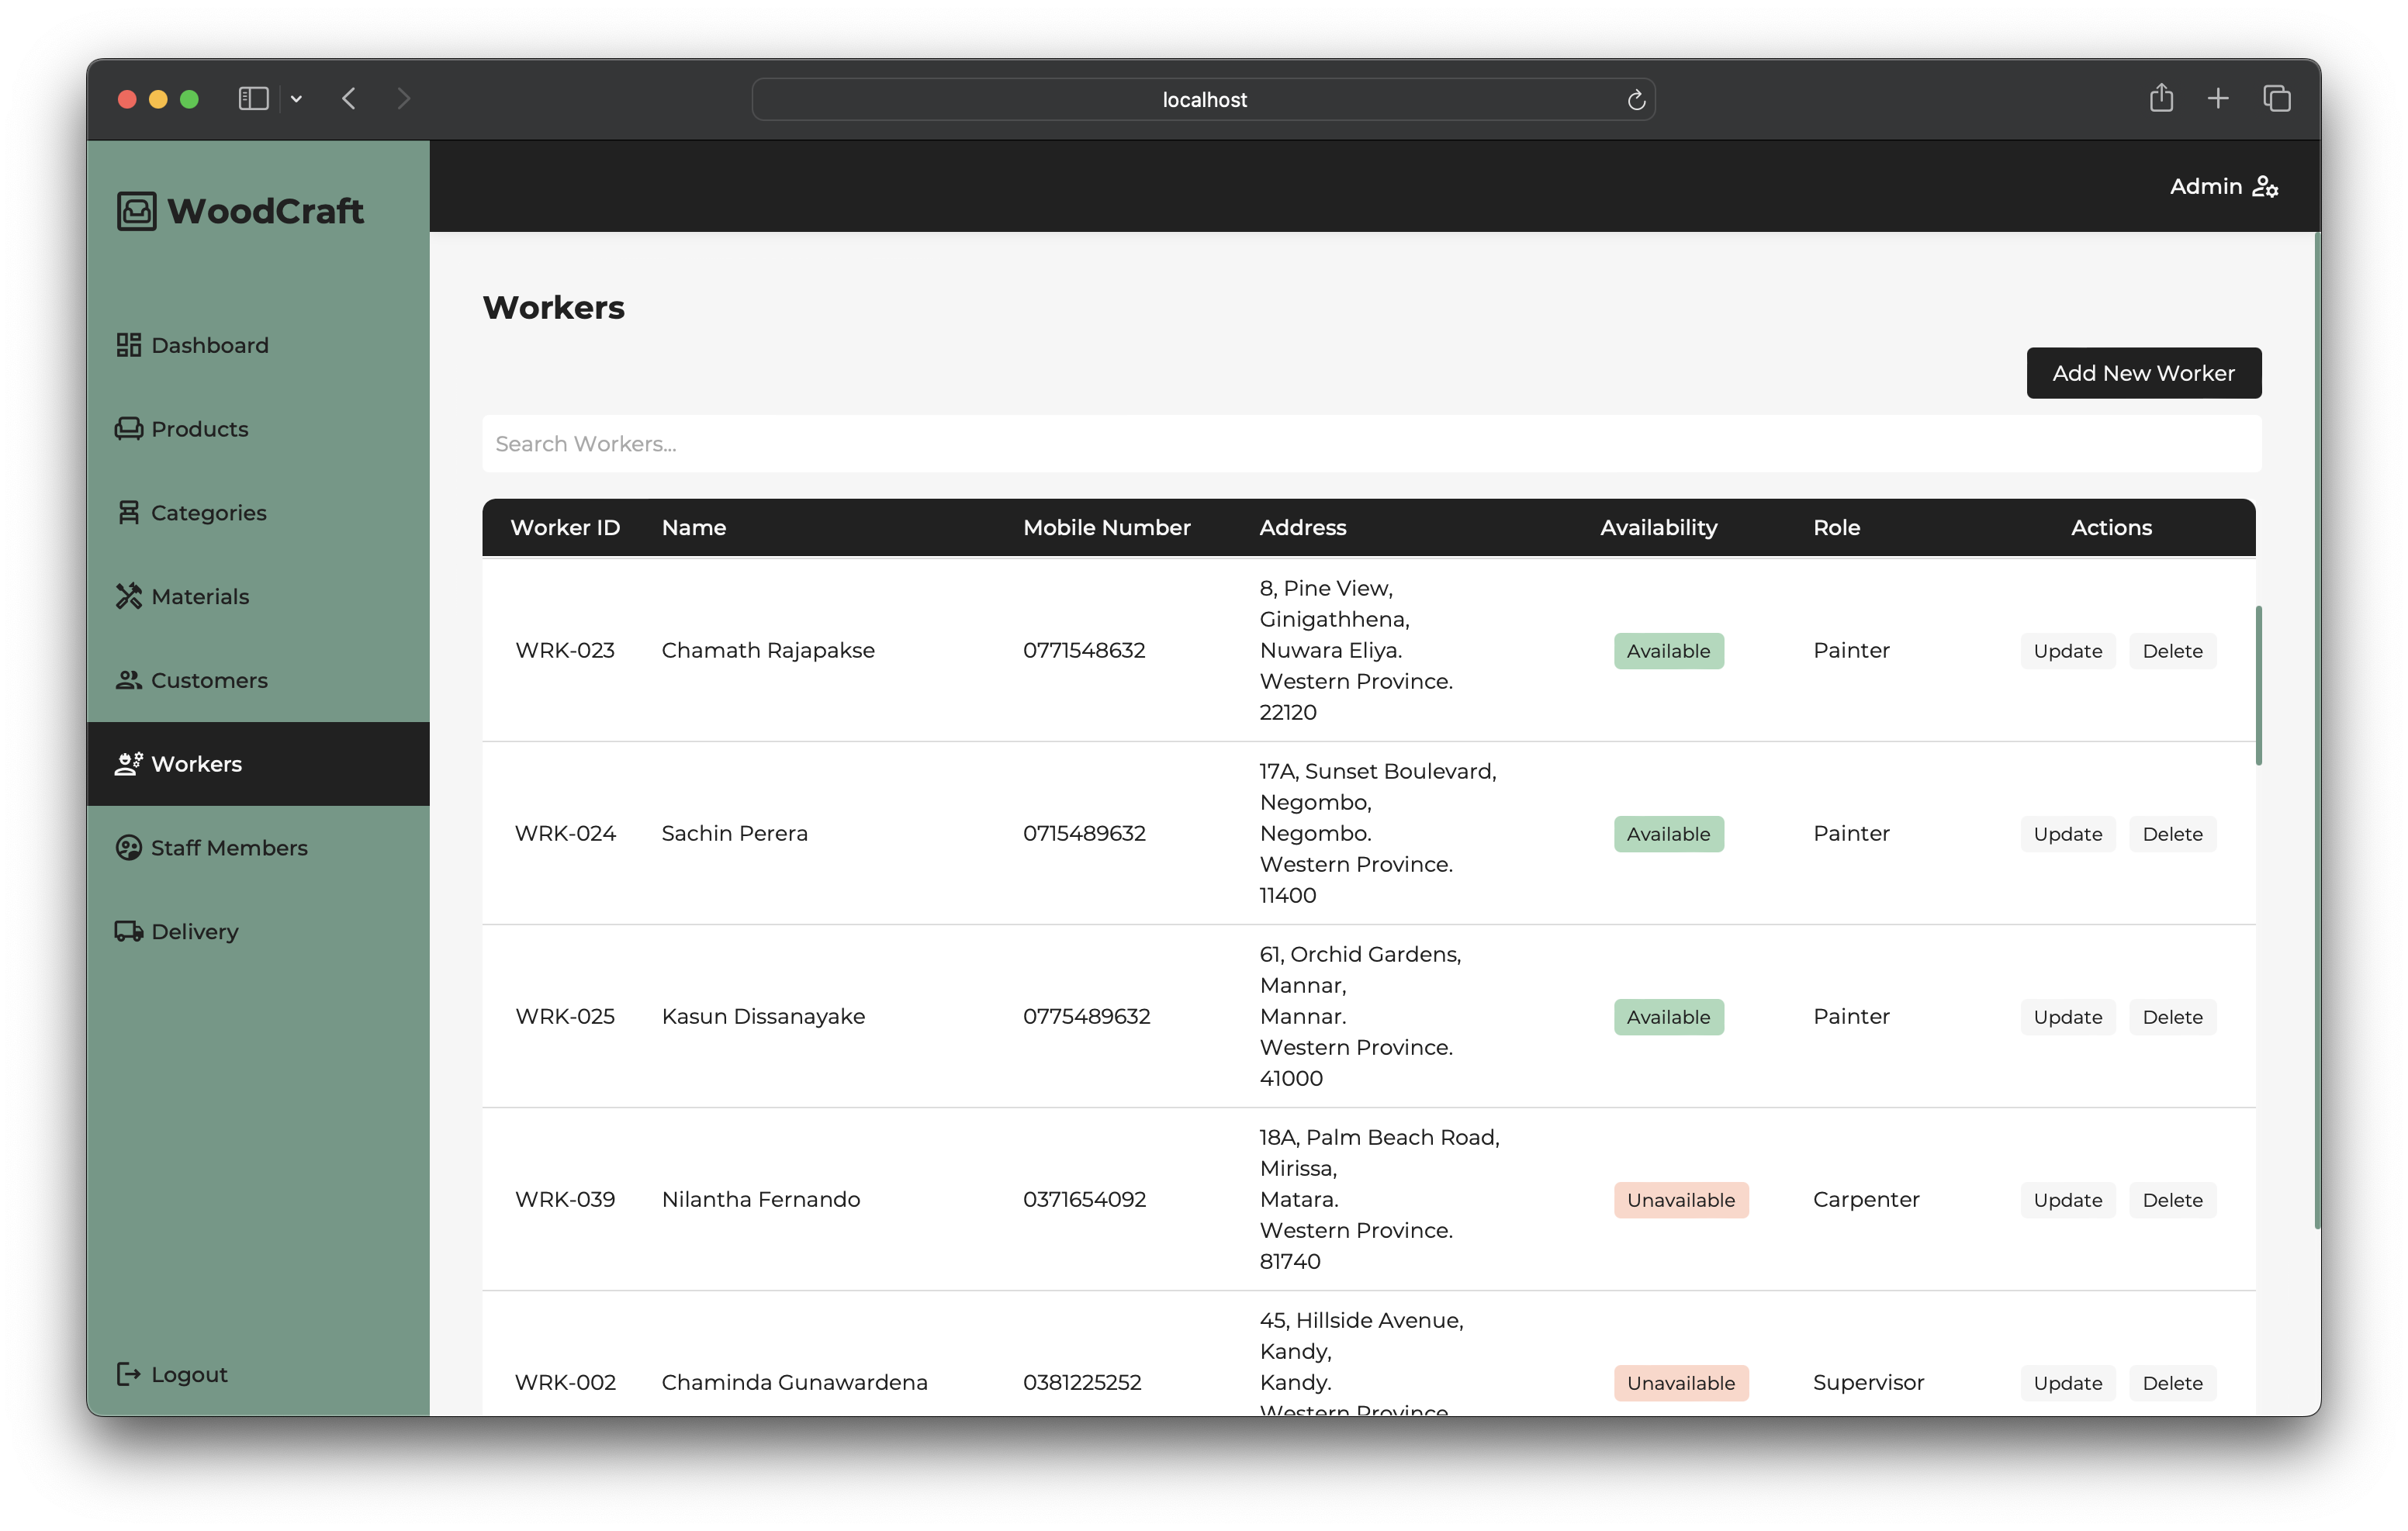 localhost
WoodCraft
Admin
Dashboard
Products
Categories
Materials
Customers
Workers
Staff Members
Delivery
Logout
Workers
Add New Worker
Search Workers...
Worker ID Name Mobile Number Address Availability Role Actions
8, Pine View,
Ginigathhena,
WRK-023 Chamath Rajapakse 0771548632 Nuwara Eliya. Available Painter Update Delete
Western Province.
22120
17A, Sunset Boulevard,
Negombo,
WRK-024 Sachin Perera 0715489632 Negombo. Available Painter Update Delete
Western Province.
11400
61, Orchid Gardens,
Mannar,
WRK-025 Kasun Dissanayake 0775489632 Mannar. Available Painter Update Delete
Western Province.
41000
18A, Palm Beach Road,
Mirissa,
WRK-039 Nilantha Fernando 0371654092 Matara. Unavailable Carpenter Update Delete
Western Province.
81740
45, Hillside Avenue,
Kandy,
WRK-002 Chaminda Gunawardena 0381225252 Kandy. Unavailable Supervisor Update Delete
Western Province